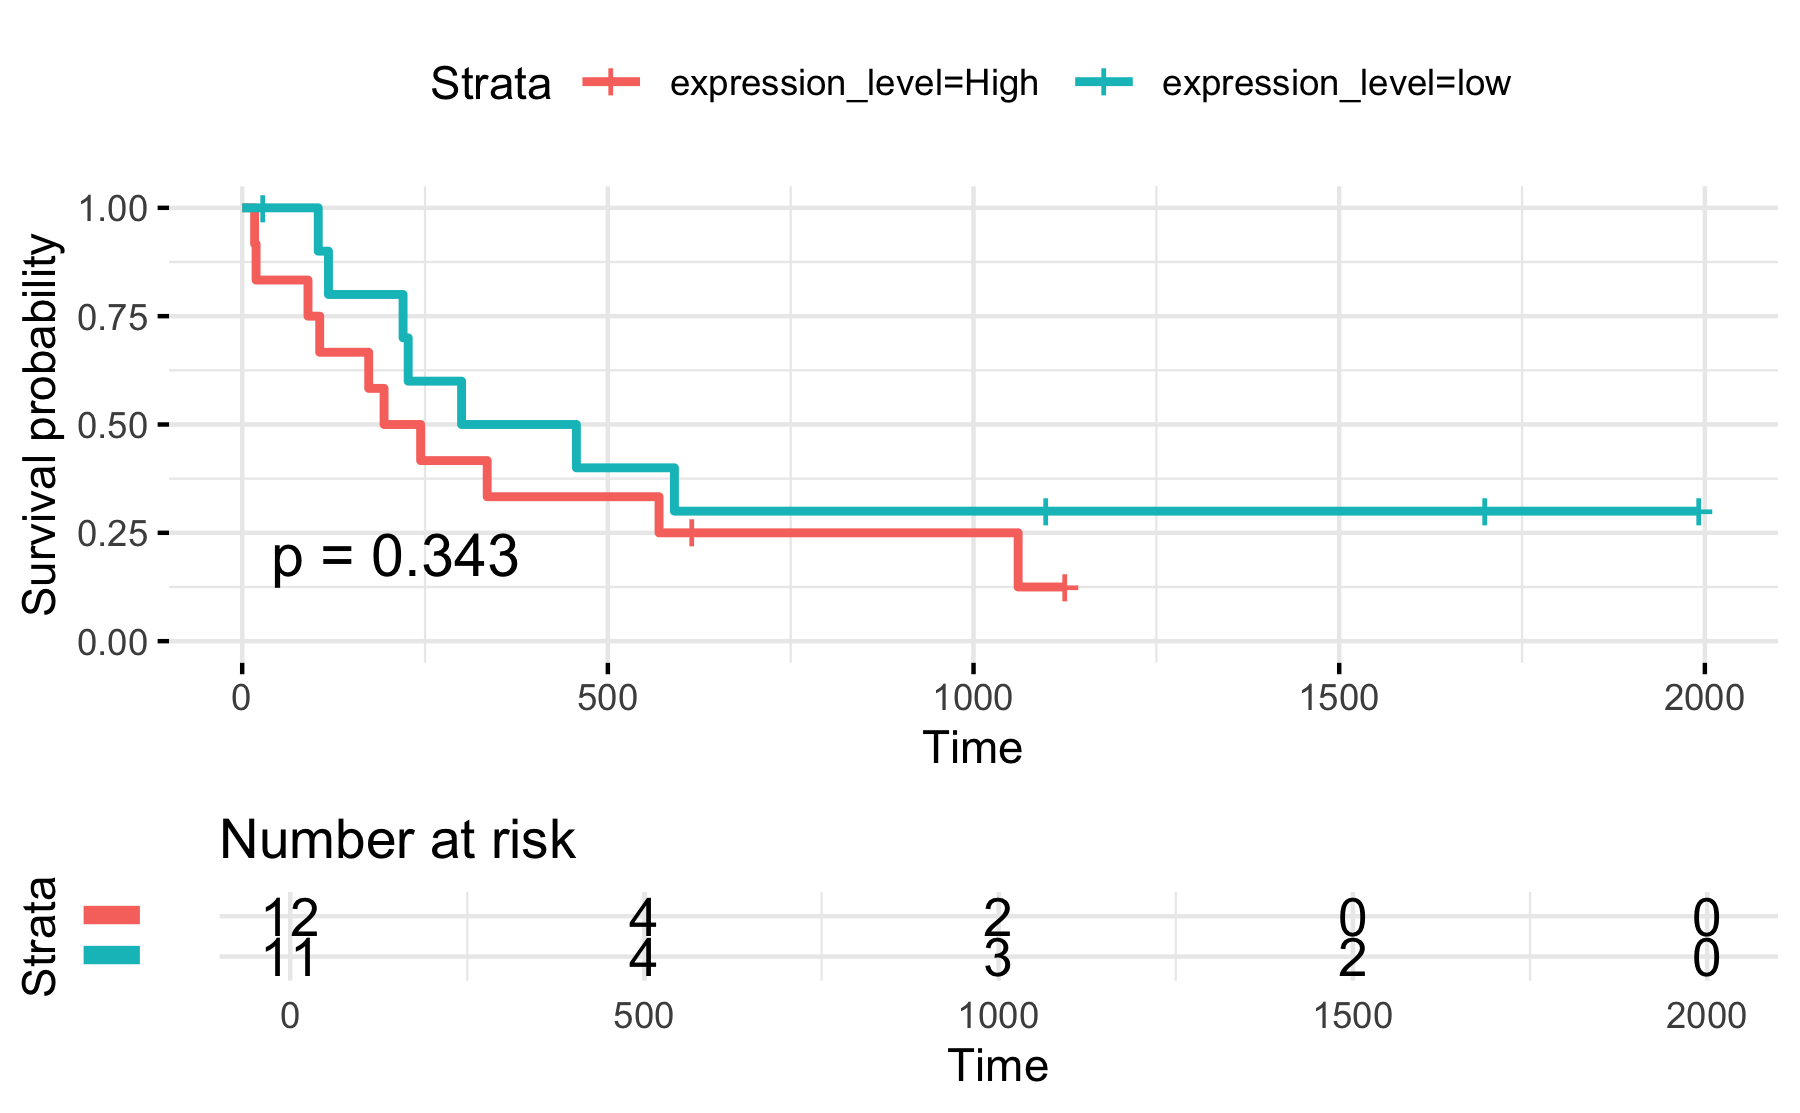 Strata expression_level=High expression_level=low
Survival probability
1.00
0.75
0.50
0.25
0.00
p = 0.343
0 500 1000 1500 2000
Time
Number at risk
Strata
12 4 2 0 0
11 4 3 2 0
0 500 1000 1500 2000
Time